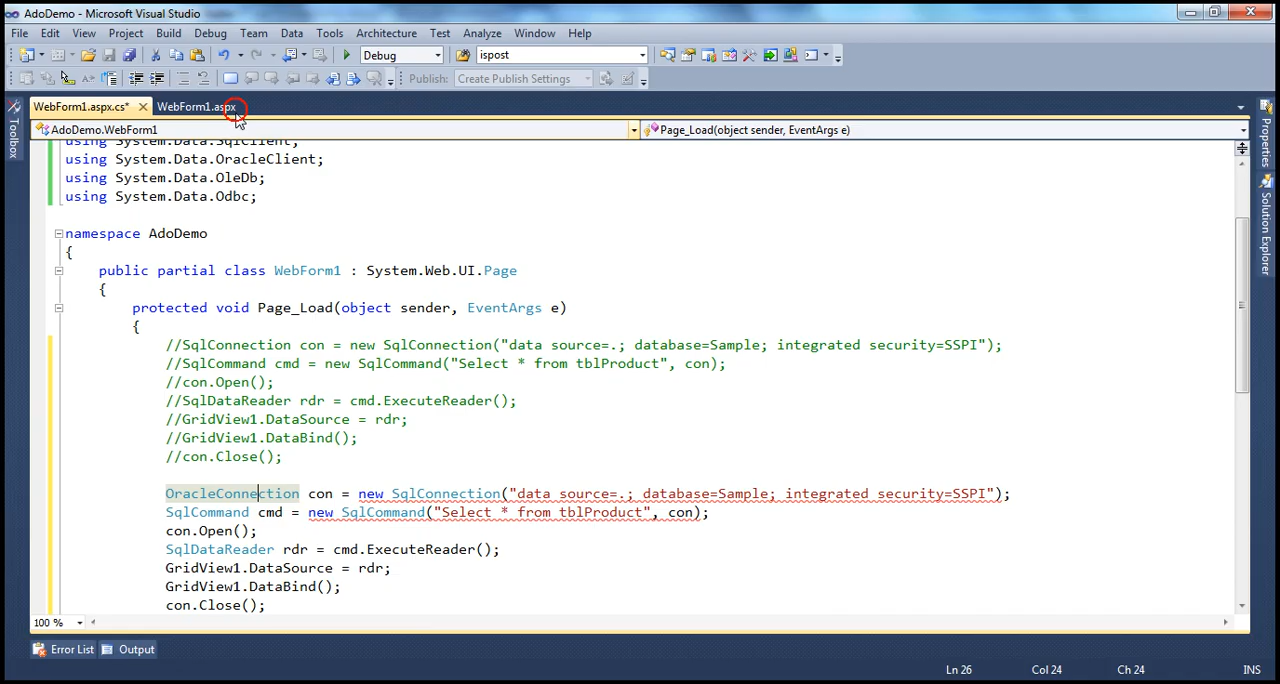 AdoDemo - Microsoft Visual Studio
File Edit View Project Build Debug Team Data Tools Architecture Test Analyze Window Help
Debug ispost
Publish: Create Publish Settings
WebForm1.aspx.cs* WebForm1.aspx
AdoDemo.WebForm1 Page_Load(object sender, EventArgs e)
Toolbox
Properties
Solution Explorer
using System.Data.SqlClient;
using System.Data.OracleClient;
using System.Data.OleDb;
using System.Data.Odbc;
namespace AdoDemo
{
public partial class WebForm1 : System.Web.UI.Page
{
protected void Page_Load(object sender, EventArgs e)
{
//SqlConnection con = new SqlConnection("data source=.; database=Sample; integrated security=SSPI");
//SqlCommand cmd = new SqlCommand("Select * from tblProduct", con);
//con.Open();
//SqlDataReader rdr = cmd.ExecuteReader();
//GridView1.DataSource = rdr;
//GridView1.DataBind();
//con.Close();
OracleConnection con = new SqlConnection("data source=.; database=Sample; integrated security=SSPI");
SqlCommand cmd = new SqlCommand("Select * from tblProduct", con);
con.Open();
SqlDataReader rdr = cmd.ExecuteReader();
GridView1.DataSource = rdr;
GridView1.DataBind();
con.Close();
100 %
Error List Output
Ln 26 Col 24 Ch 24 INS